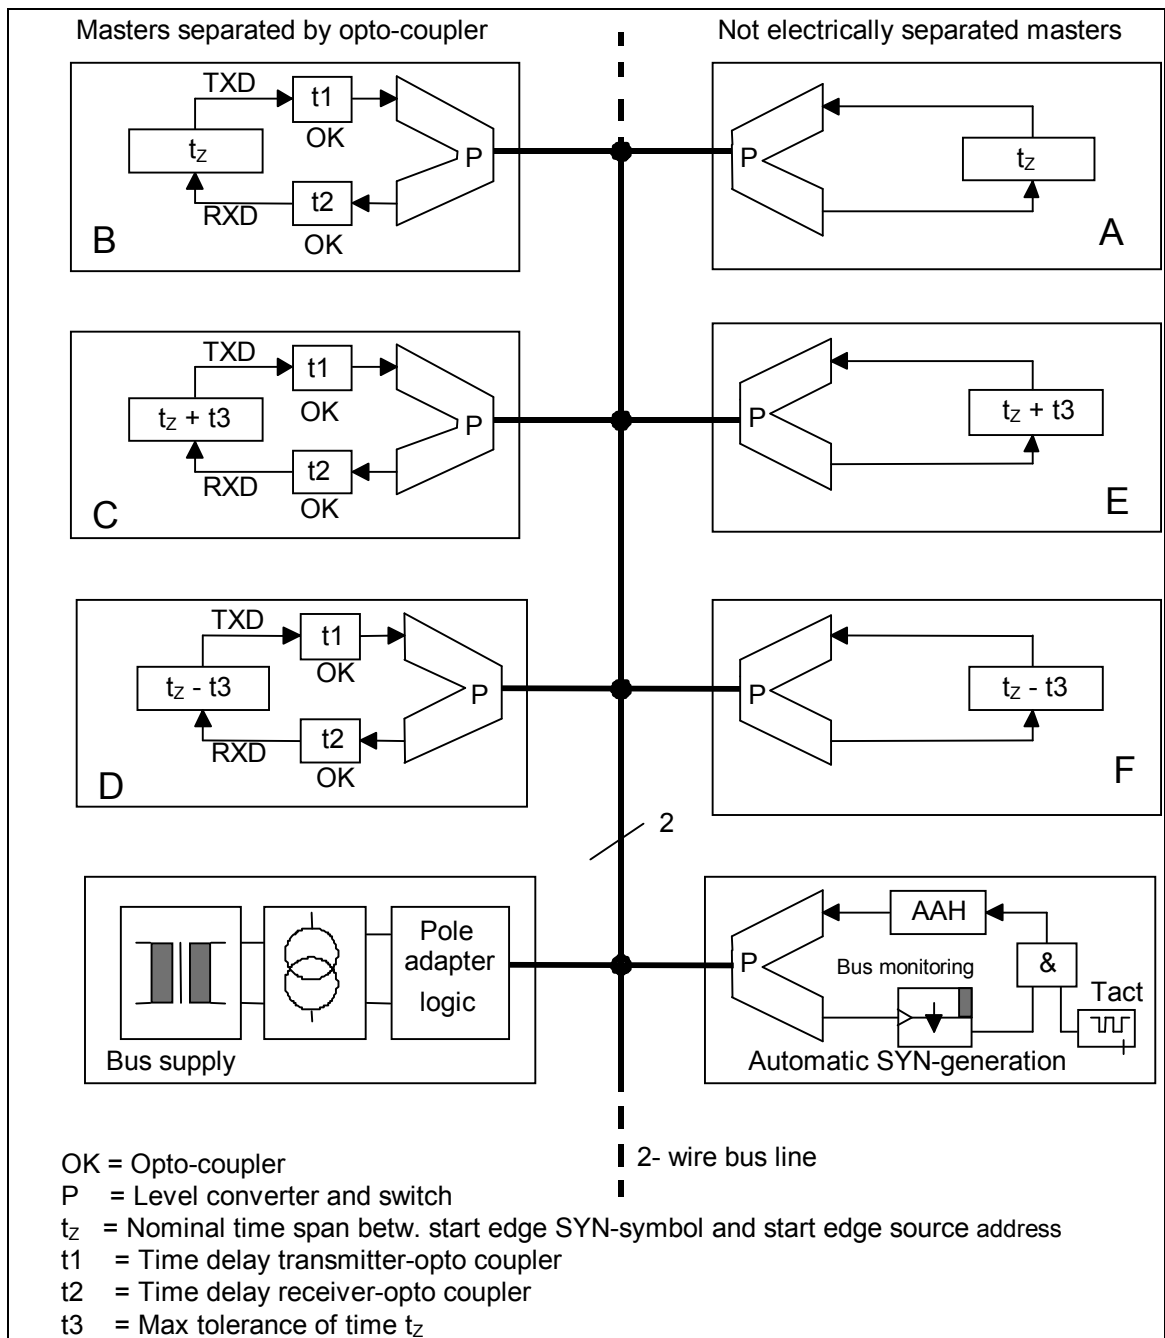 Masters separated by opto-coupler
Not electrically separated masters
TXD
t1
OK
tZ
P
t2
RXD
OK
B
P
tZ
A
TXD
t1
OK
tZ + t3
P
t2
RXD
OK
C
P
tZ + t3
E
TXD
t1
OK
tZ - t3
P
t2
RXD
OK
D
P
tZ - t3
F
2
Pole
adapter
logic
Bus supply
AAH
P
Bus monitoring
&
Tact
Automatic SYN-generation
2- wire bus line
OK = Opto-coupler
P = Level converter and switch
tZ = Nominal time span betw. start edge SYN-symbol and start edge source address
t1 = Time delay transmitter-opto coupler
t2 = Time delay receiver-opto coupler
t3 = Max tolerance of time tZ